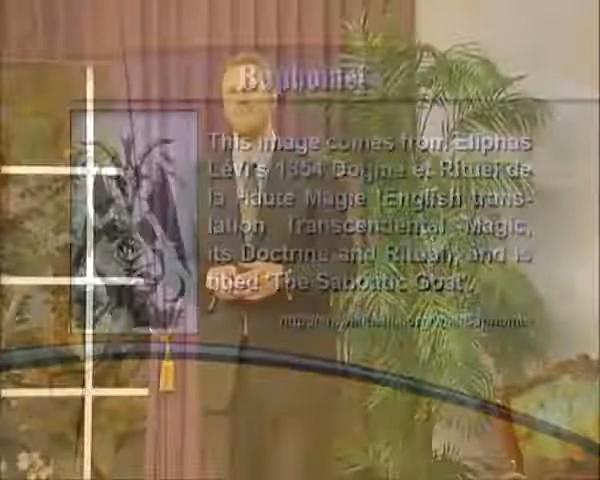 Baphomet
This image comes from Eliphas
Levi's 1854 Dogme et Rituel de
la Haute Magie (English trans-
lation Transcendental Magic,
its Doctrine and Ritual), and is
titled 'The Sabbatic Goat'.